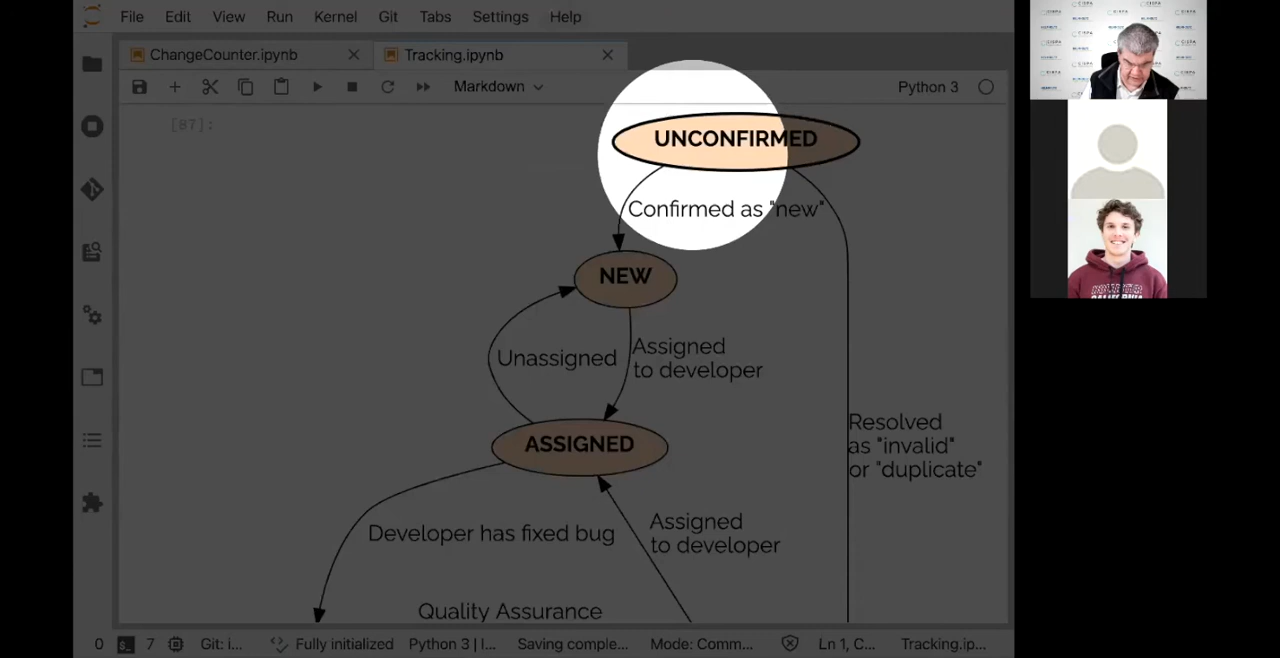 File Edit View Run Kernel Git Tabs Settings Help
ChangeCounter.ipynb
Tracking.ipynb
Markdown
Python 3
[87]:
UNCONFIRMED
Confirmed as "new"
NEW
Unassigned
Assigned
to developer
ASSIGNED
Resolved
as "invalid"
or "duplicate"
Developer has fixed bug
Assigned
to developer
Quality Assurance
0 7 Git: i... Fully initialized Python 3 | I... Saving comple... Mode: Comm... Ln 1, C... Tracking.ip...
CISPA
CALIFORNIA